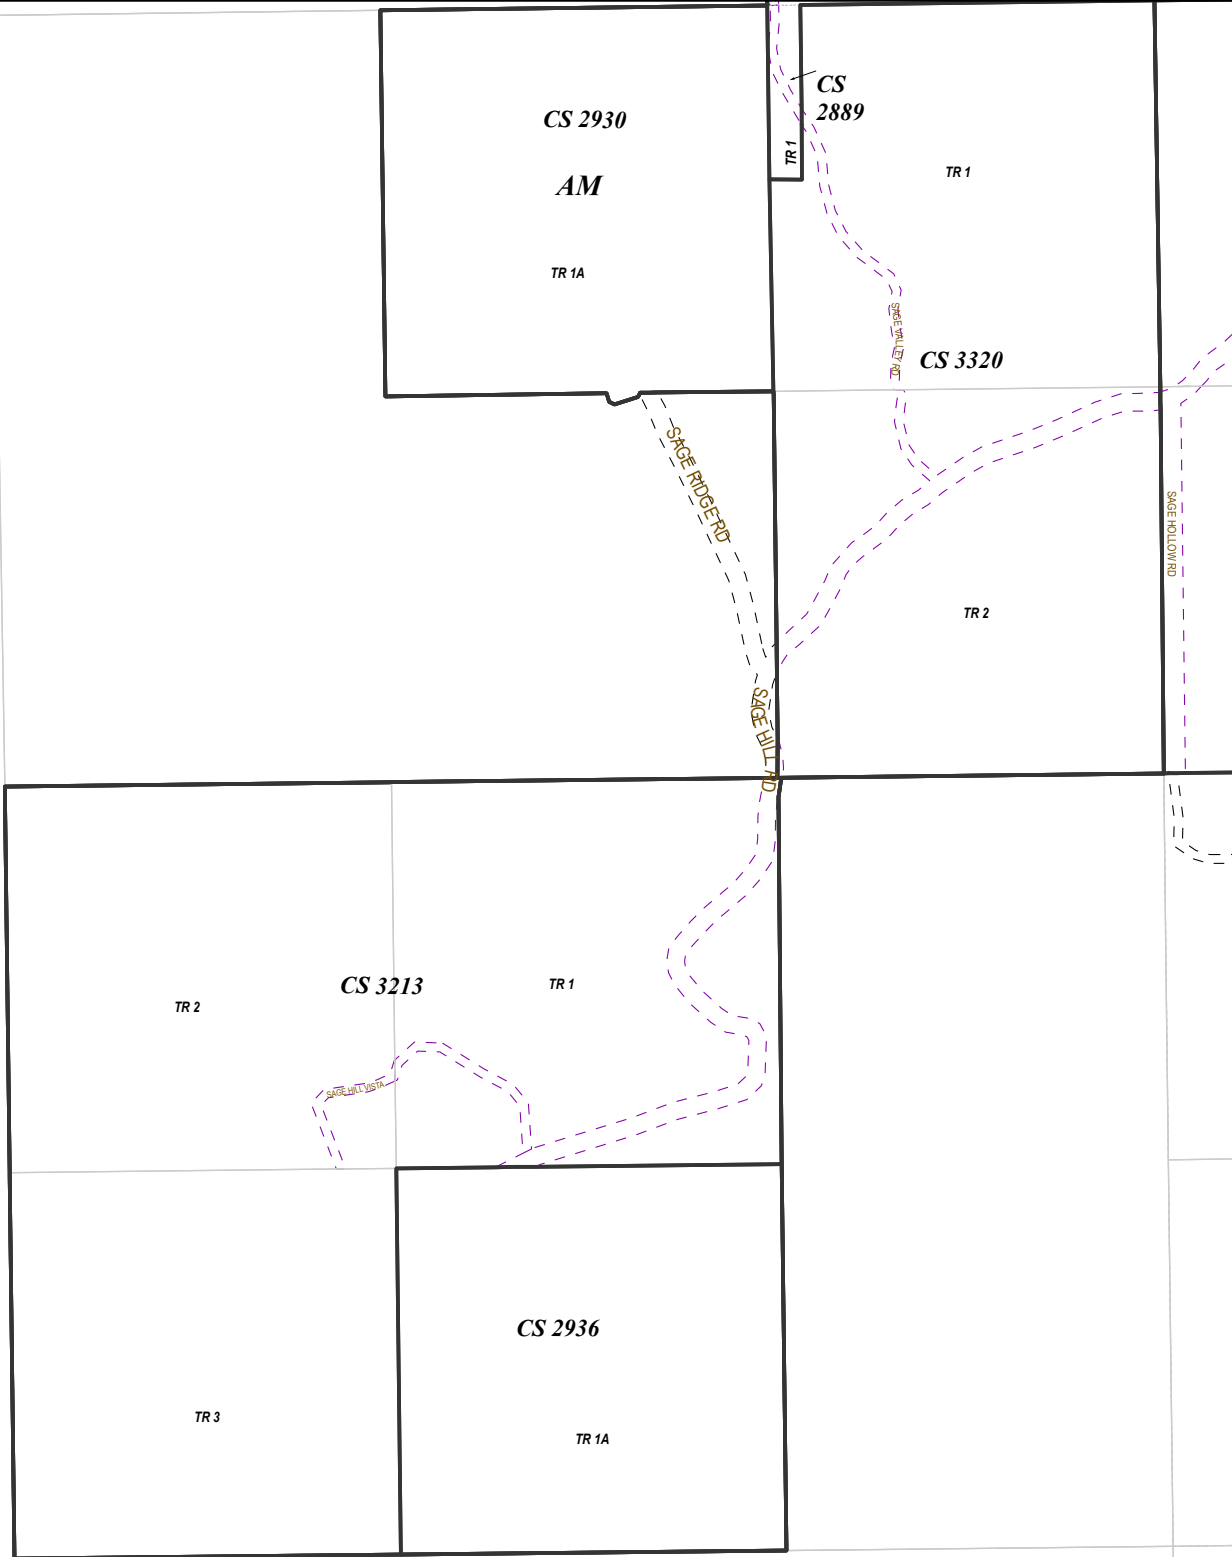 CS 2930
AM
TR 1A
CS
2889
TR 1
TR 1
SAGE VALLEY RD
CS 3320
SAGE RIDGE RD
SAGE HOLLOW RD
TR 2
SAGE HILL RD
CS 3213
TR 1
TR 2
SAGE HILL VISTA
CS 2936
TR 3
TR 1A